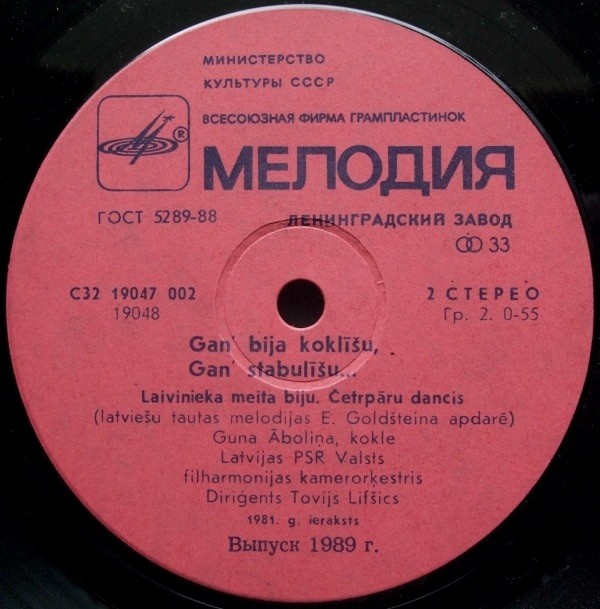 МИНИСТЕРСТВО
КУЛЬТУРЫ СССР
ВСЕСОЮЗНАЯ ФИРМА ГРАМПЛАСТИНОК
®
МЕЛОДИЯ
ГОСТ 5289-88
ЛЕНИНГРАДСКИЙ ЗАВОД
33
С32 19047 002
2 СТЕРЕО
19048
Гр. 2. 0-55
Gan' bija koklīšu,
Gan' stabulīšu...
Laivinieka meita biju. Četrpāru dancis
(latviešu tautas melodijas E. Goldšteina apdarē)
Guna Āboliņa, kokle
Latvijas PSR Valsts
filharmonijas kamerorķestris
Diriģents Tovijs Lifšics
1981. g. ieraksts
Выпуск 1989 г.